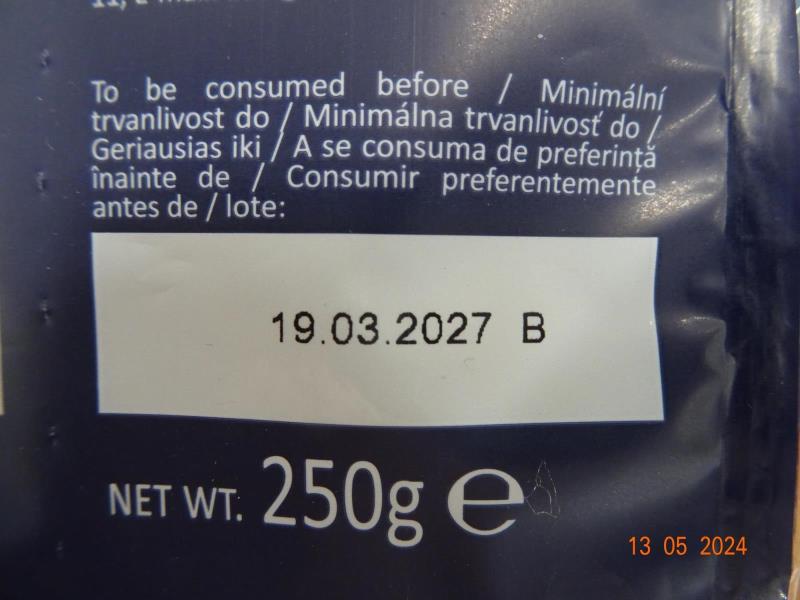 To be consumed before / Minimální
trvanlivost do / Minimálna trvanlivosť do /
Geriausias iki / A se consuma de preferință
înainte de / Consumir preferentemente
antes de / lote:
19.03.2027 B
NET WT. 250g e
13 05 2024